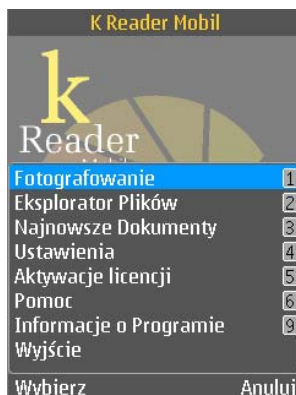 K Reader Mobil
k
Reader
Fotografowanie 1
Eksplorator Plików 2
Najnowsze Dokumenty 3
Ustawienia 4
Aktywacje licencji 5
Pomoc 6
Informacje o Programie 9
Wyjście
Wybierz Anuluj